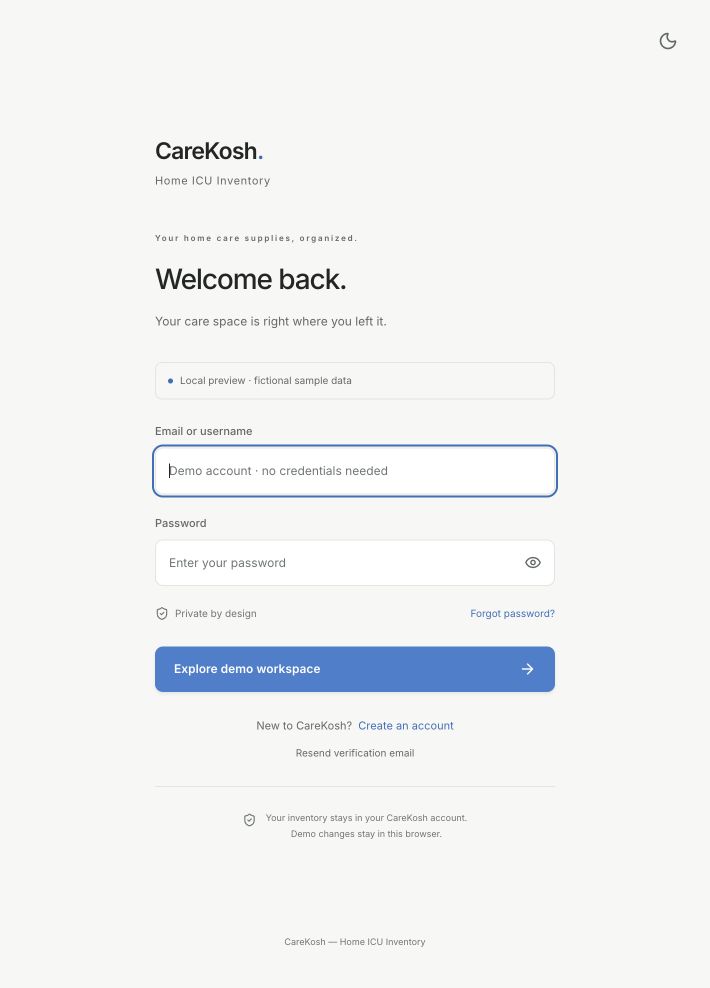 CareKosh.
Home ICU Inventory
Your home care supplies, organized.
Welcome back.
Your care space is right where you left it.
Local preview · fictional sample data
Email or username
Demo account · no credentials needed
Password
Enter your password
Private by design
Forgot password?
Explore demo workspace
New to CareKosh? Create an account
Resend verification email
Your inventory stays in your CareKosh account.
Demo changes stay in this browser.
CareKosh — Home ICU Inventory